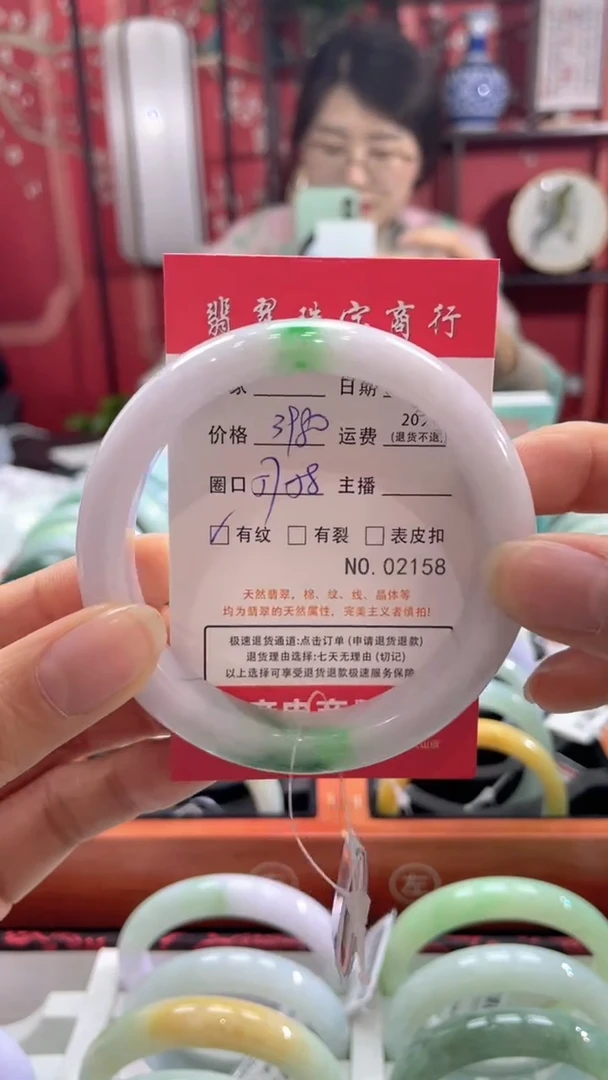 翡翠珠宝商行
日期
价格 3980 运费 20
(退货不退)
圈口 57.08 主播
☑有纹 □有裂 □表皮扣
NO.02158
天然翡翠，棉、纹、线、晶体等
均为翡翠的天然属性，完美主义者慎拍!
极速退货通道:点击订单(申请退货退款)
退货理由选择:七天无理由(切记)
以上选择可享受退货退款极速服务保险
左